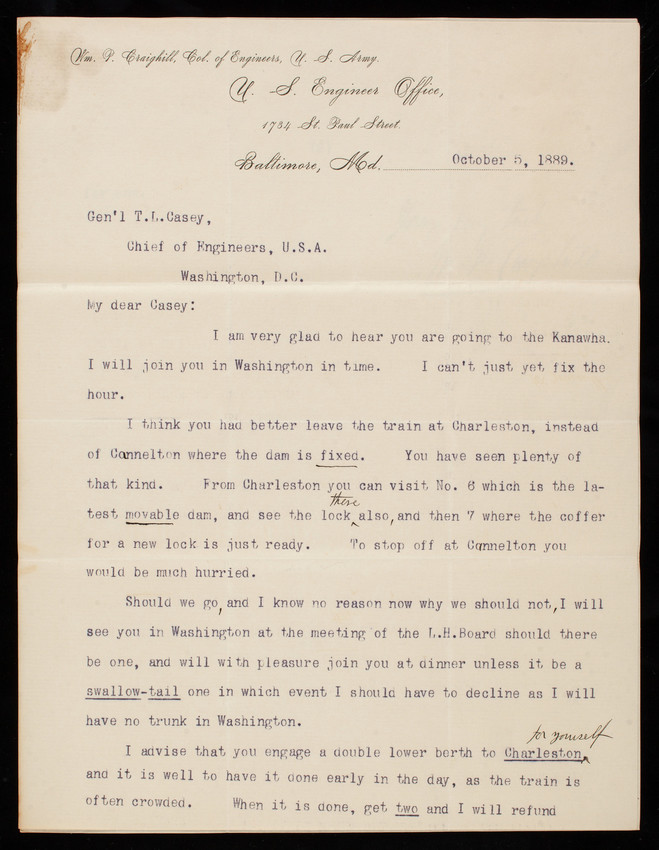 Wm. P. Craighill, Col. of Engineers, U. S. Army.
U. S. Engineer Office,
1734 St. Paul Street.
Baltimore, Md. October 5, 1889.
Gen'l T.L.Casey,
Chief of Engineers, U.S.A.
Washington, D.C.
My dear Casey:
I am very glad to hear you are going to the Kanawha.
I will join you in Washington in time. I can't just yet fix the
hour.
I think you had better leave the train at Charleston, instead
of Cannelton where the dam is fixed. You have seen plenty of
that kind. From Charleston you can visit No. 6 which is the la-
test movable dam, and see the lock there also, and then 7 where the coffer
for a new lock is just ready. To stop off at Cannelton you
would be much hurried.
Should we go, and I know no reason now why we should not, I will
see you in Washington at the meeting of the L.H.Board should there
be one, and will with pleasure join you at dinner unless it be a
swallow-tail one in which event I should have to decline as I will
have no trunk in Washington.
I advise that you engage a double lower berth to Charleston for yourself
and it is well to have it done early in the day, as the train is
often crowded. When it is done, get two and I will refund